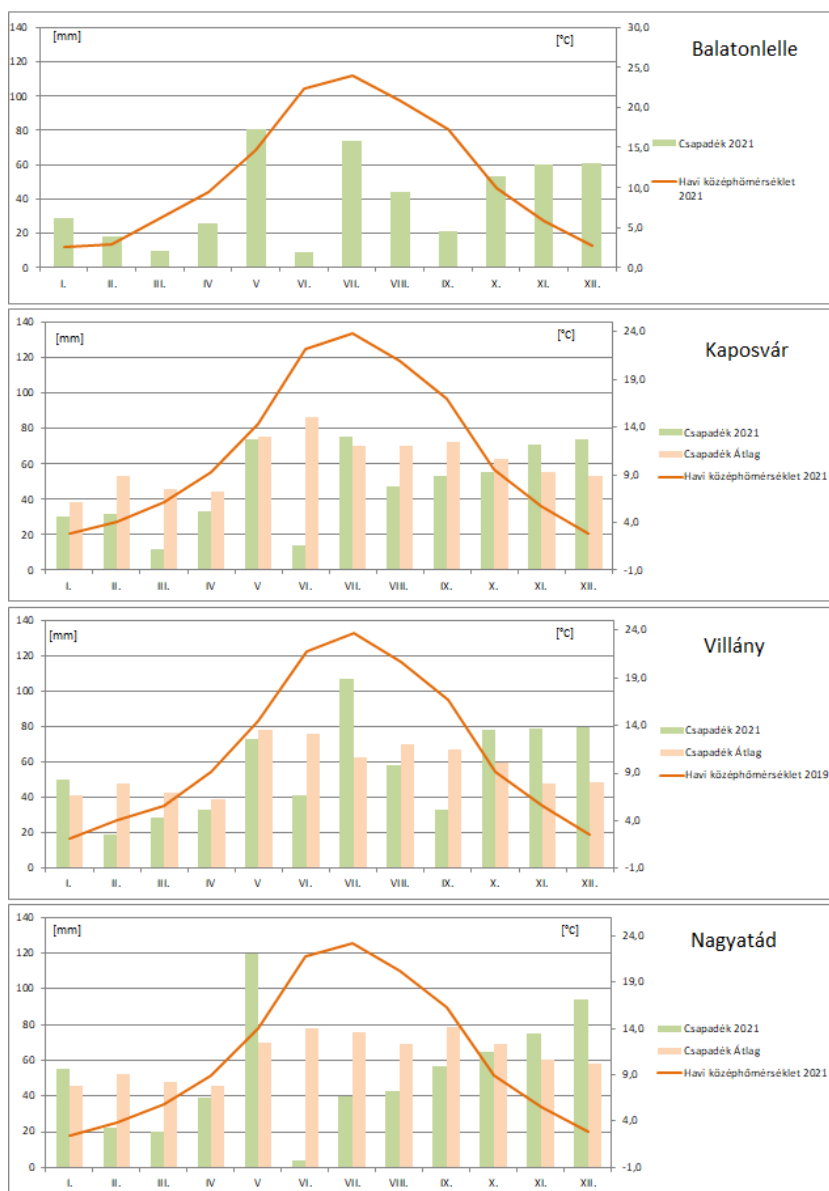 [mm]
[°C]
Balatonlelle
140
120
100
80
60
40
20
0
30,0
25,0
20,0
15,0
10,0
5,0
0,0
I. II. III. IV V VI. VII. VIII. IX. X. XI. XII.
Csapadék 2021
Havi középhőmérséklet
2021
[mm]
[°C]
Kaposvár
140
120
100
80
60
40
20
0
24,0
19,0
14,0
9,0
4,0
-1,0
I. II. III. IV V VI. VII. VIII. IX. X. XI. XII.
Csapadék 2021
Csapadék Átlag
Havi középhőmérséklet 2021
[mm]
[°C]
Villány
140
120
100
80
60
40
20
0
24,0
19,0
14,0
9,0
4,0
-1,0
I. II. III. IV V VI. VII. VIII. IX. X. XI. XII.
Csapadék 2021
Csapadék Átlag
Havi középhőmérséklet 2019
[mm]
[°C]
Nagyatád
140
120
100
80
60
40
20
0
24,0
19,0
14,0
9,0
4,0
-1,0
I. II. III. IV V VI. VII. VIII. IX. X. XI. XII.
Csapadék 2021
Csapadék Átlag
Havi középhőmérséklet 2021